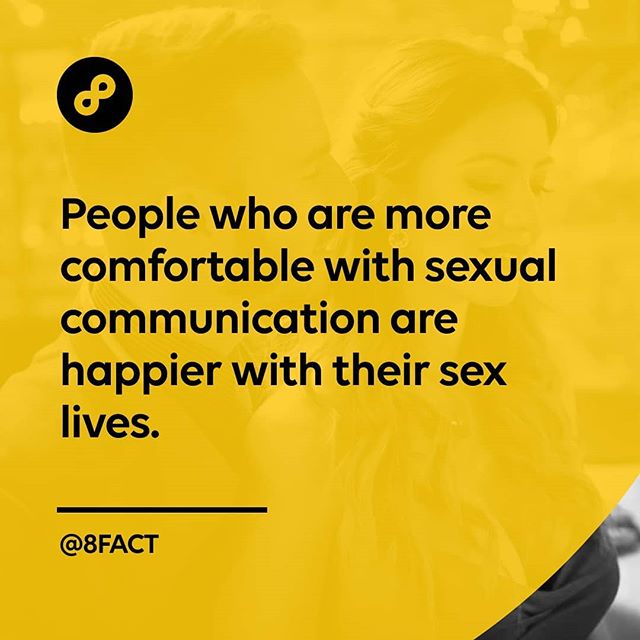 People who are more
comfortable with sexual
communication are
happier with their sex
lives.
@8FACT